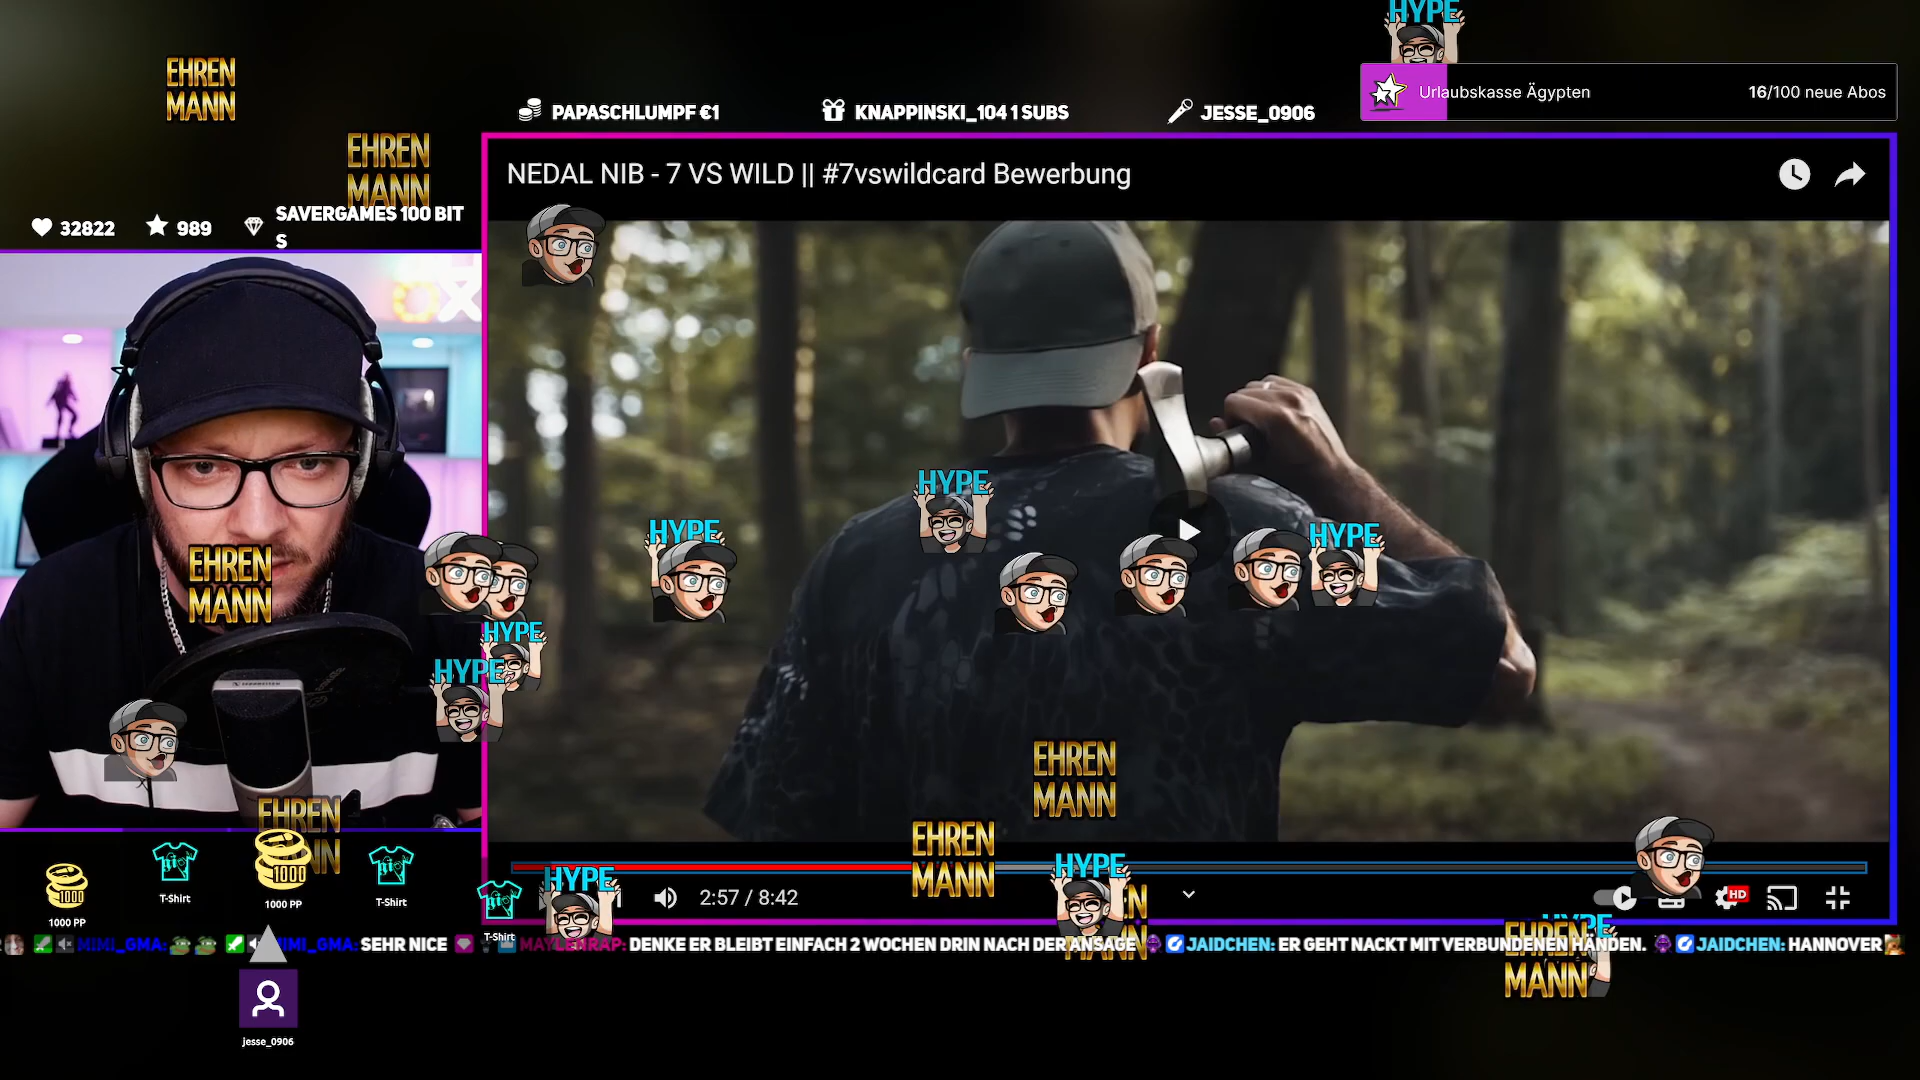 HYPE
EHREN
MANN
Urlaubskasse Ägypten
16/100 neue Abos
PAPASCHLUMPF €1
KNAPPINSKI_104 1 SUBS
JESSE_0906
EHREN
MANN
NEDAL NIB - 7 VS WILD || #7vswildcard Bewerbung
32822
989
SAVERGAMES 100 BIT
S
HYPE
HYPE
HYPE
EHREN
MANN
HYPE
HYPE
EHREN
MANN
EHREN
NN
EHREN
MANN
HYPE
HYPE
2:57 / 8:42
HD
1000
1000 PP
T-Shirt
1000
1000 PP
T-Shirt
T-Shirt
MIMI_GMA:
MIMI_GMA: SEHR NICE
MAYLENRAP: DENKE ER BLEIBT EINFACH 2 WOCHEN DRIN NACH DER ANSAGE
JAIDCHEN: ER GEHT NACKT MIT VERBUNDENEN HÄNDEN.
JAIDCHEN: HANNOVER
EHREN
MANN
jesse_0906